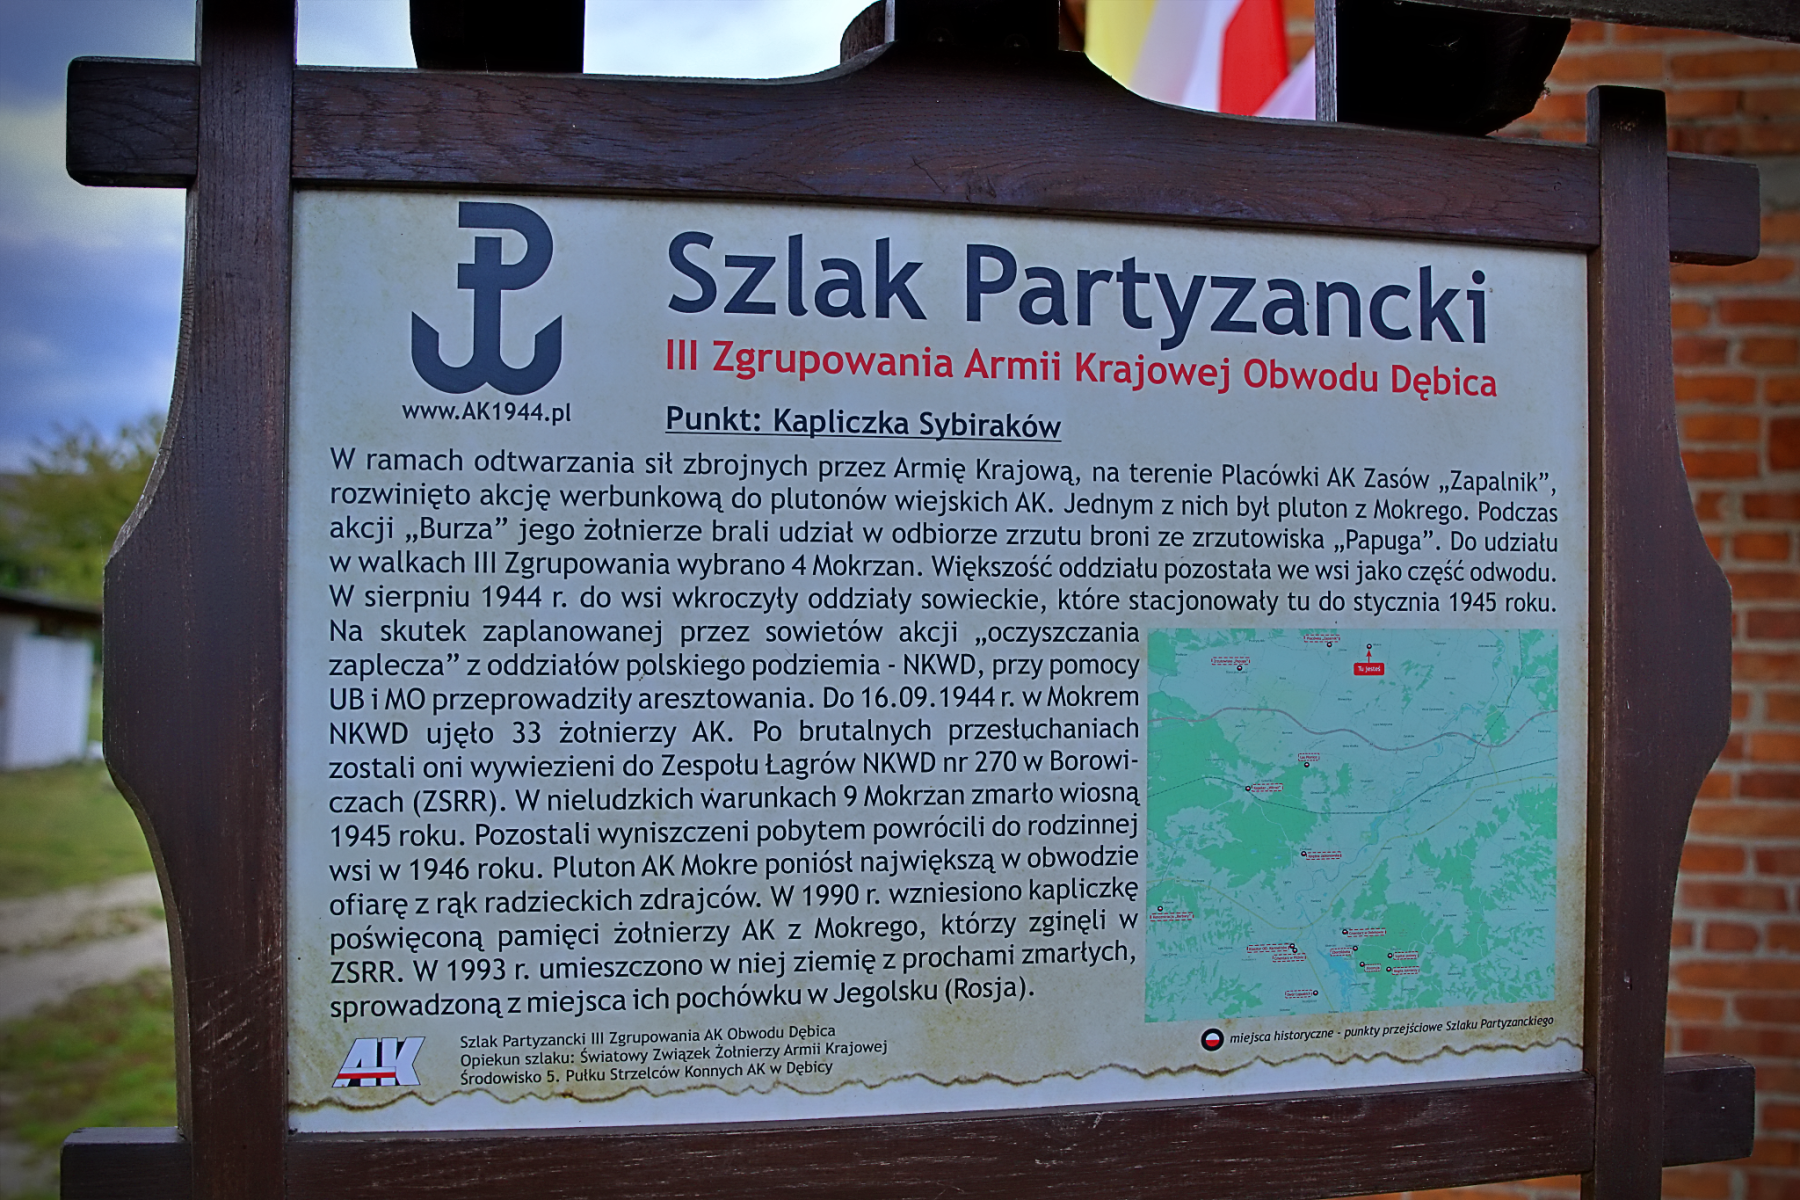 www.AK1944.pl
Szlak Partyzancki
III Zgrupowania Armii Krajowej Obwodu Dębica
Punkt: Kapliczka Sybiraków
W ramach odtwarzania sił zbrojnych przez Armię Krajową, na terenie Placówki AK Zasów „Zapalnik”,
rozwinięto akcję werbunkową do plutonów wiejskich AK. Jednym z nich był pluton z Mokrego. Podczas
akcji „Burza” jego żołnierze brali udział w odbiorze zrzutu broni ze zrzutowiska „Papuga”. Do udziału
w walkach III Zgrupowania wybrano 4 Mokrzan. Większość oddziału pozostała we wsi jako część odwodu.
W sierpniu 1944 r. do wsi wkroczyły oddziały sowieckie, które stacjonowały tu do stycznia 1945 roku.
Na skutek zaplanowanej przez sowietów akcji „oczyszczania
zaplecza” z oddziałów polskiego podziemia - NKWD, przy pomocy
UB i MO przeprowadziły aresztowania. Do 16.09.1944 r. w Mokrem
NKWD ujęło 33 żołnierzy AK. Po brutalnych przesłuchaniach
zostali oni wywiezieni do Zespołu Łagrów NKWD nr 270 w Borowi-
czach (ZSRR). W nieludzkich warunkach 9 Mokrzan zmarło wiosną
1945 roku. Pozostali wyniszczeni pobytem powrócili do rodzinnej
wsi w 1946 roku. Pluton AK Mokre poniósł największą w obwodzie
ofiarę z rąk radzieckich zdrajców. W 1990 r. wzniesiono kapliczkę
poświęconą pamięci żołnierzy AK z Mokrego, którzy zginęli w
ZSRR. W 1993 r. umieszczono w niej ziemię z prochami zmarłych,
sprowadzoną z miejsca ich pochówku w Jegolsku (Rosja).
Tu jesteś
miejsca historyczne - punkty przejściowe Szlaku Partyzanckiego
AK
Szlak Partyzancki III Zgrupowania AK Obwodu Dębica
Opiekun szlaku: Światowy Związek Żolnierzy Armii Krajowej
Środowisko 5. Pułku Strzelców Konnych AK w Dębicy